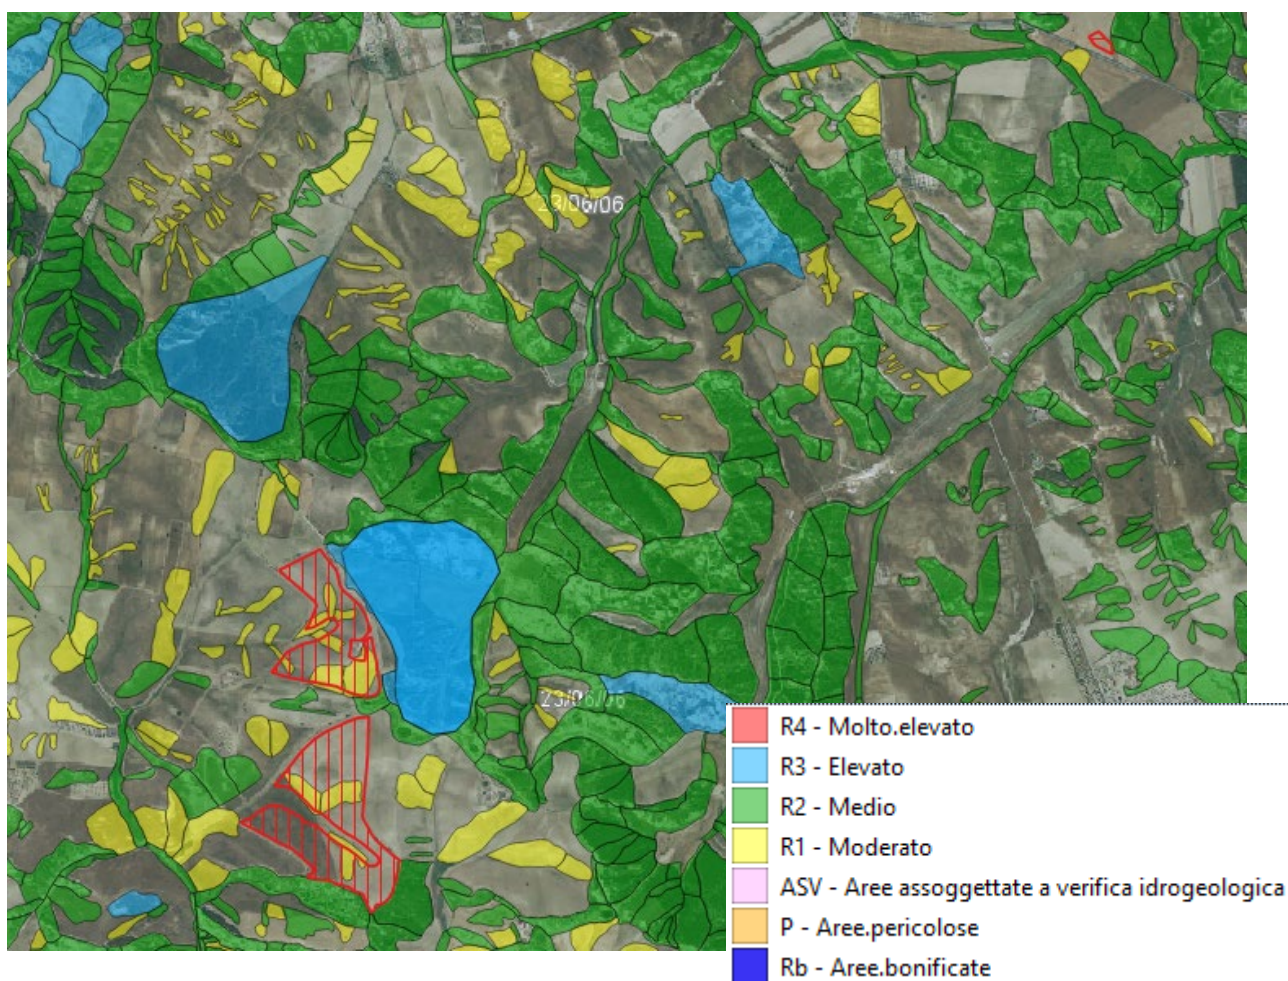 23/06/06
23/06/06
R4 - Molto.elevato
R3 - Elevato
R2 - Medio
R1 - Moderato
ASV - Aree assoggettate a verifica idrogeologica
P - Aree.pericolose
Rb - Aree.bonificate